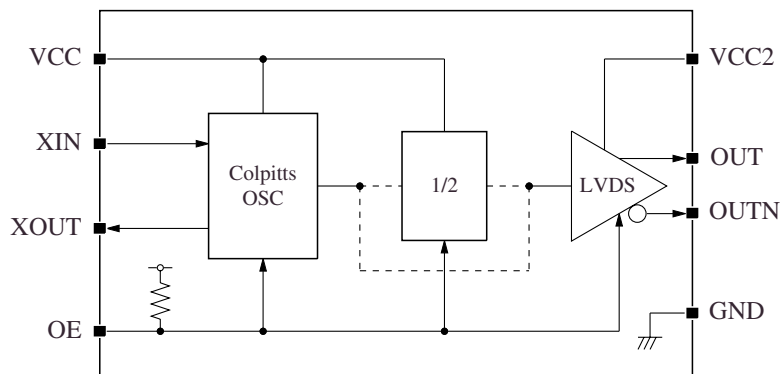 VCC
VCC2
XIN
Colpitts
OSC
1/2
LVDS
OUT
XOUT
OUTN
OE
GND